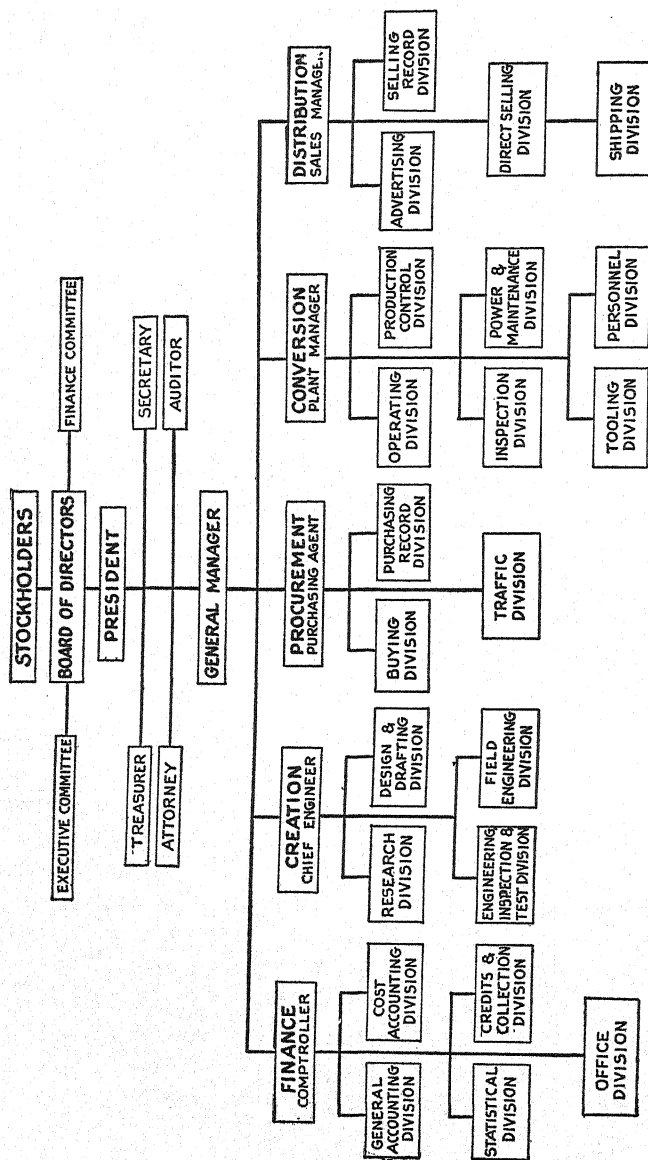 STOCKHOLDERS
EXECUTIVE COMMITTEE
BOARD OF DIRECTORS
FINANCE COMMITTEE
PRESIDENT
TREASURER
SECRETARY
ATTORNEY
AUDITOR
GENERAL MANAGER
FINANCE
COMPTROLLER
GENERAL
ACCOUNTING
DIVISION
COST
ACCOUNTING
DIVISION
STATISTICAL
DIVISION
CREDITS &
COLLECTION
DIVISION
OFFICE
DIVISION
CREATION
CHIEF ENGINEER
RESEARCH
DIVISION
DESIGN &
DRAFTING
DIVISION
ENGINEERING
INSPECTION &
TEST DIVISION
FIELD
ENGINEERING
DIVISION
PROCUREMENT
PURCHASING AGENT
BUYING
DIVISION
PURCHASING
RECORD
DIVISION
TRAFFIC
DIVISION
CONVERSION
PLANT MANAGER
OPERATING
DIVISION
PRODUCTION
CONTROL
DIVISION
INSPECTION
DIVISION
POWER &
MAINTENANCE
DIVISION
TOOLING
DIVISION
PERSONNEL
DIVISION
DISTRIBUTION
SALES MANAGER
ADVERTISING
DIVISION
SELLING
RECORD
DIVISION
DIRECT SELLING
DIVISION
SHIPPING
DIVISION